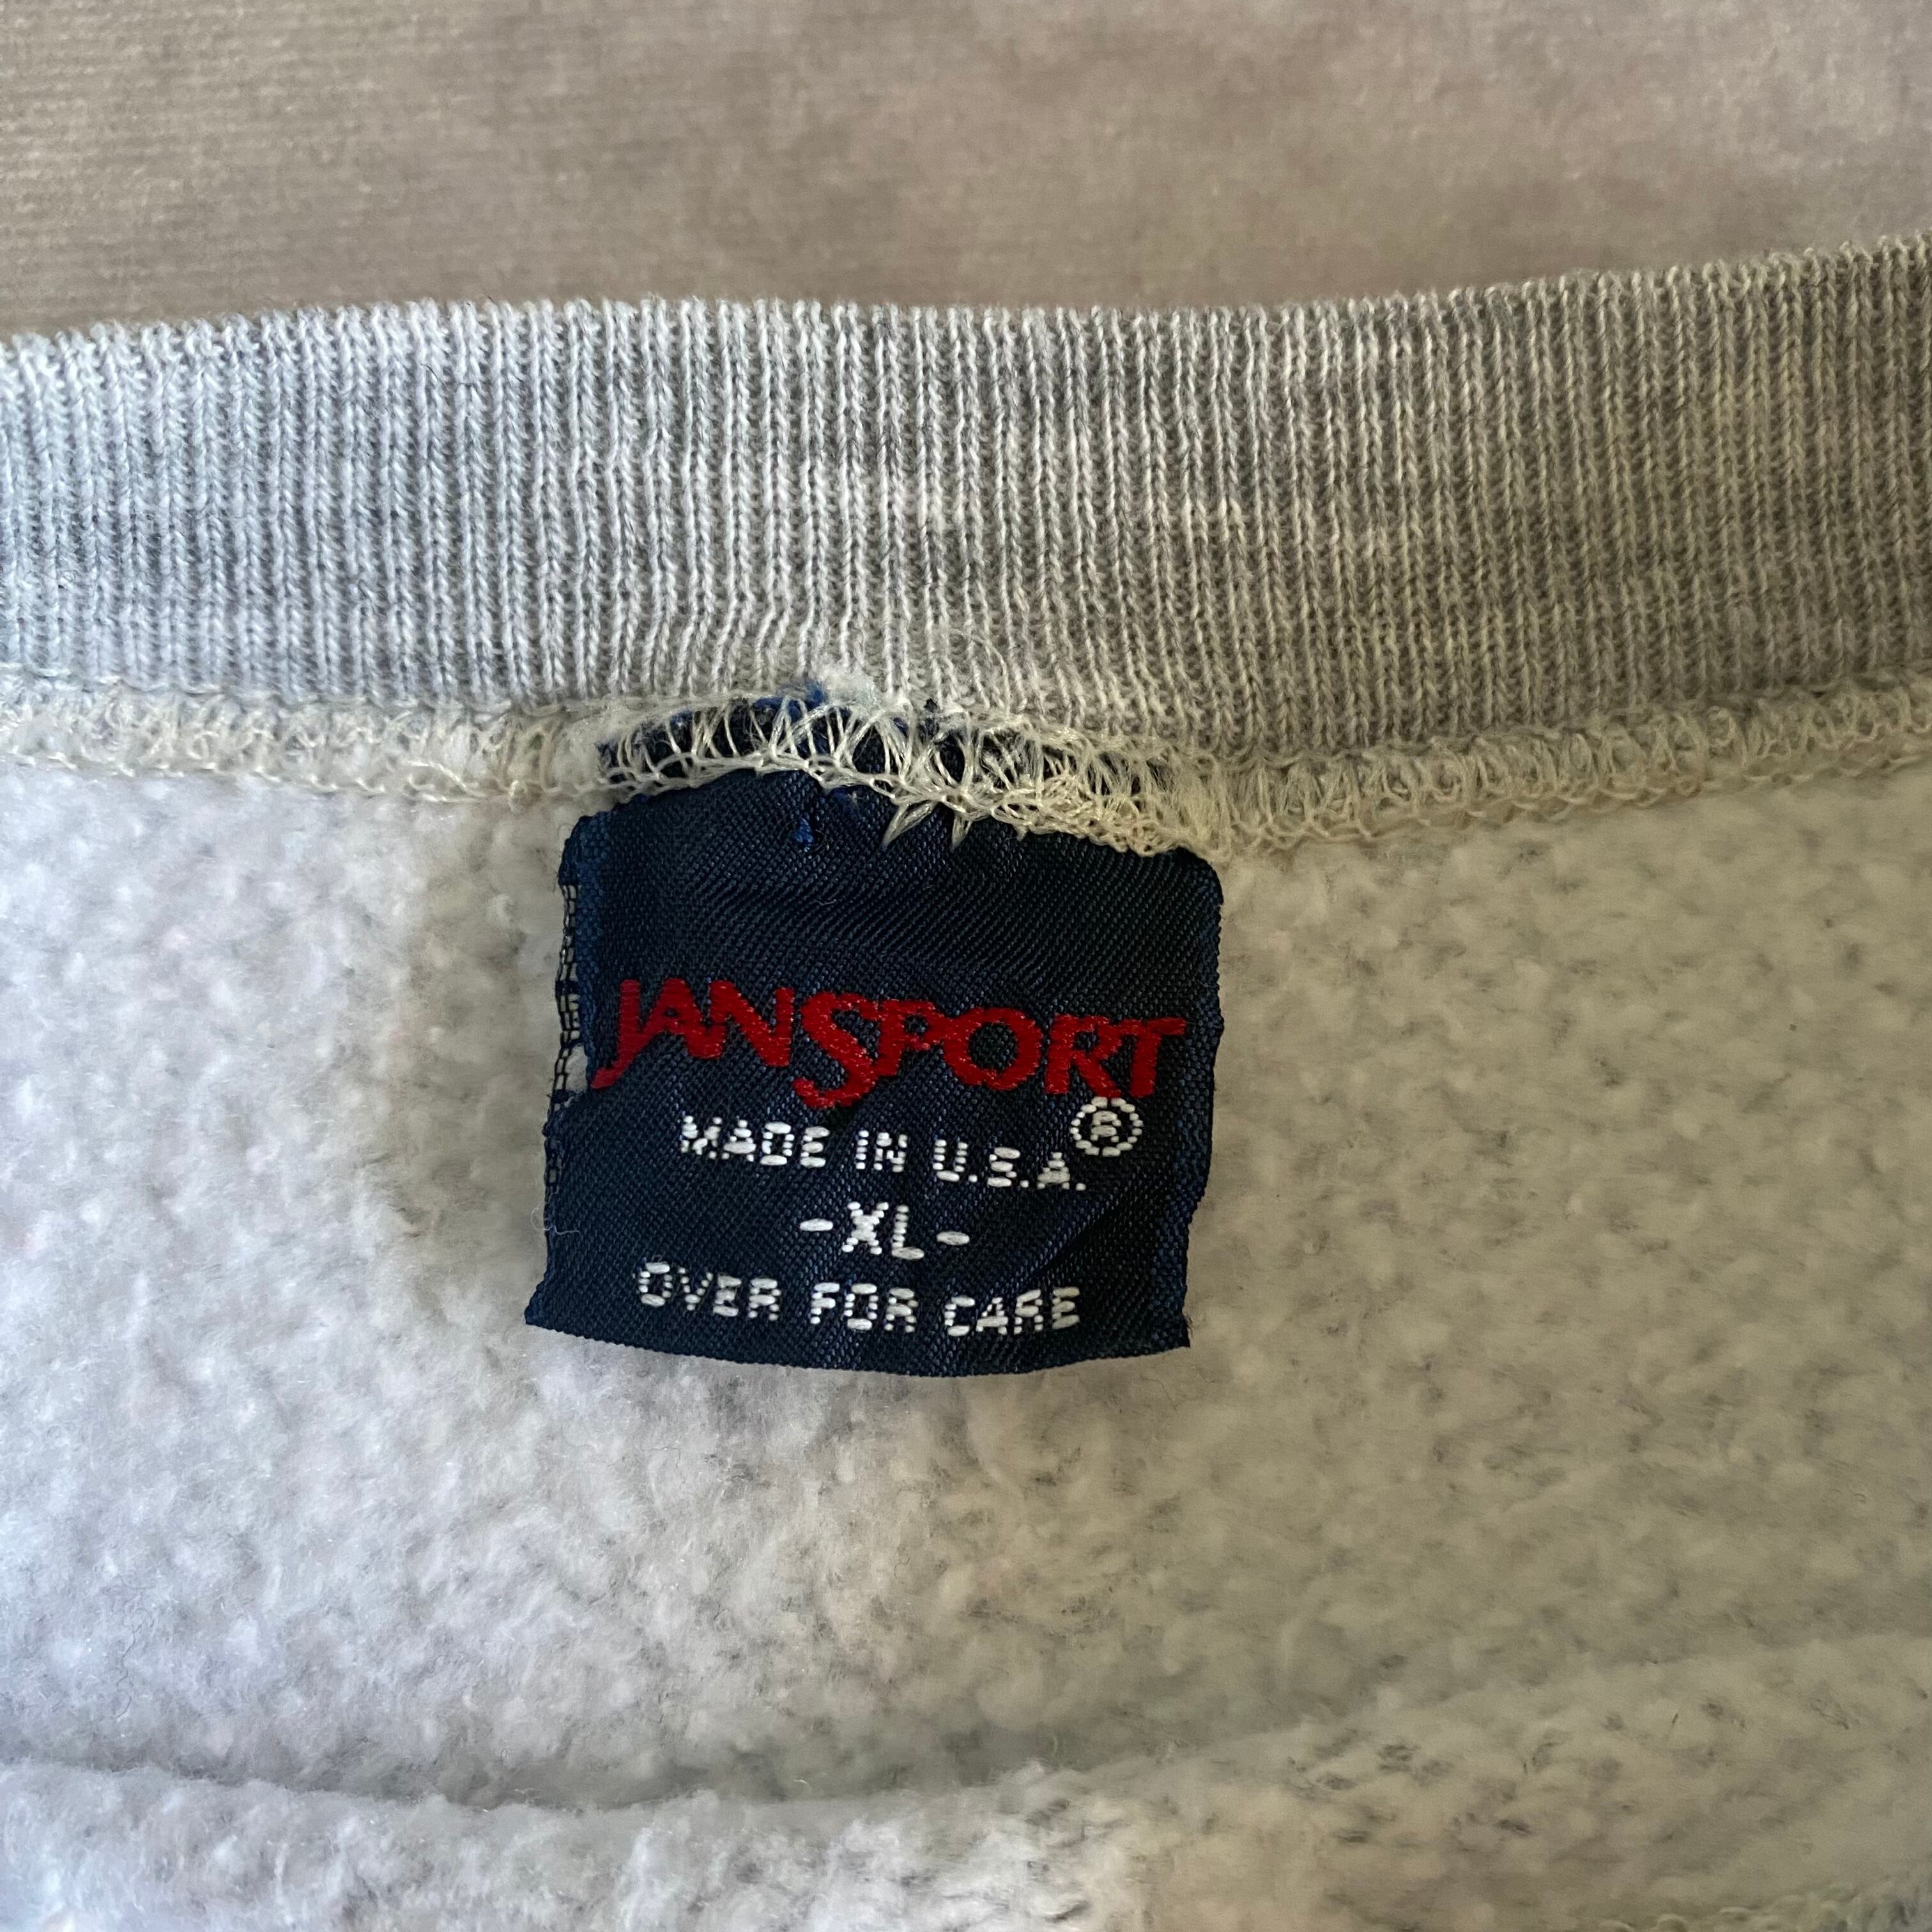 JANSPORT®
MADE IN U.S.A.
-XL-
OVER FOR CARE